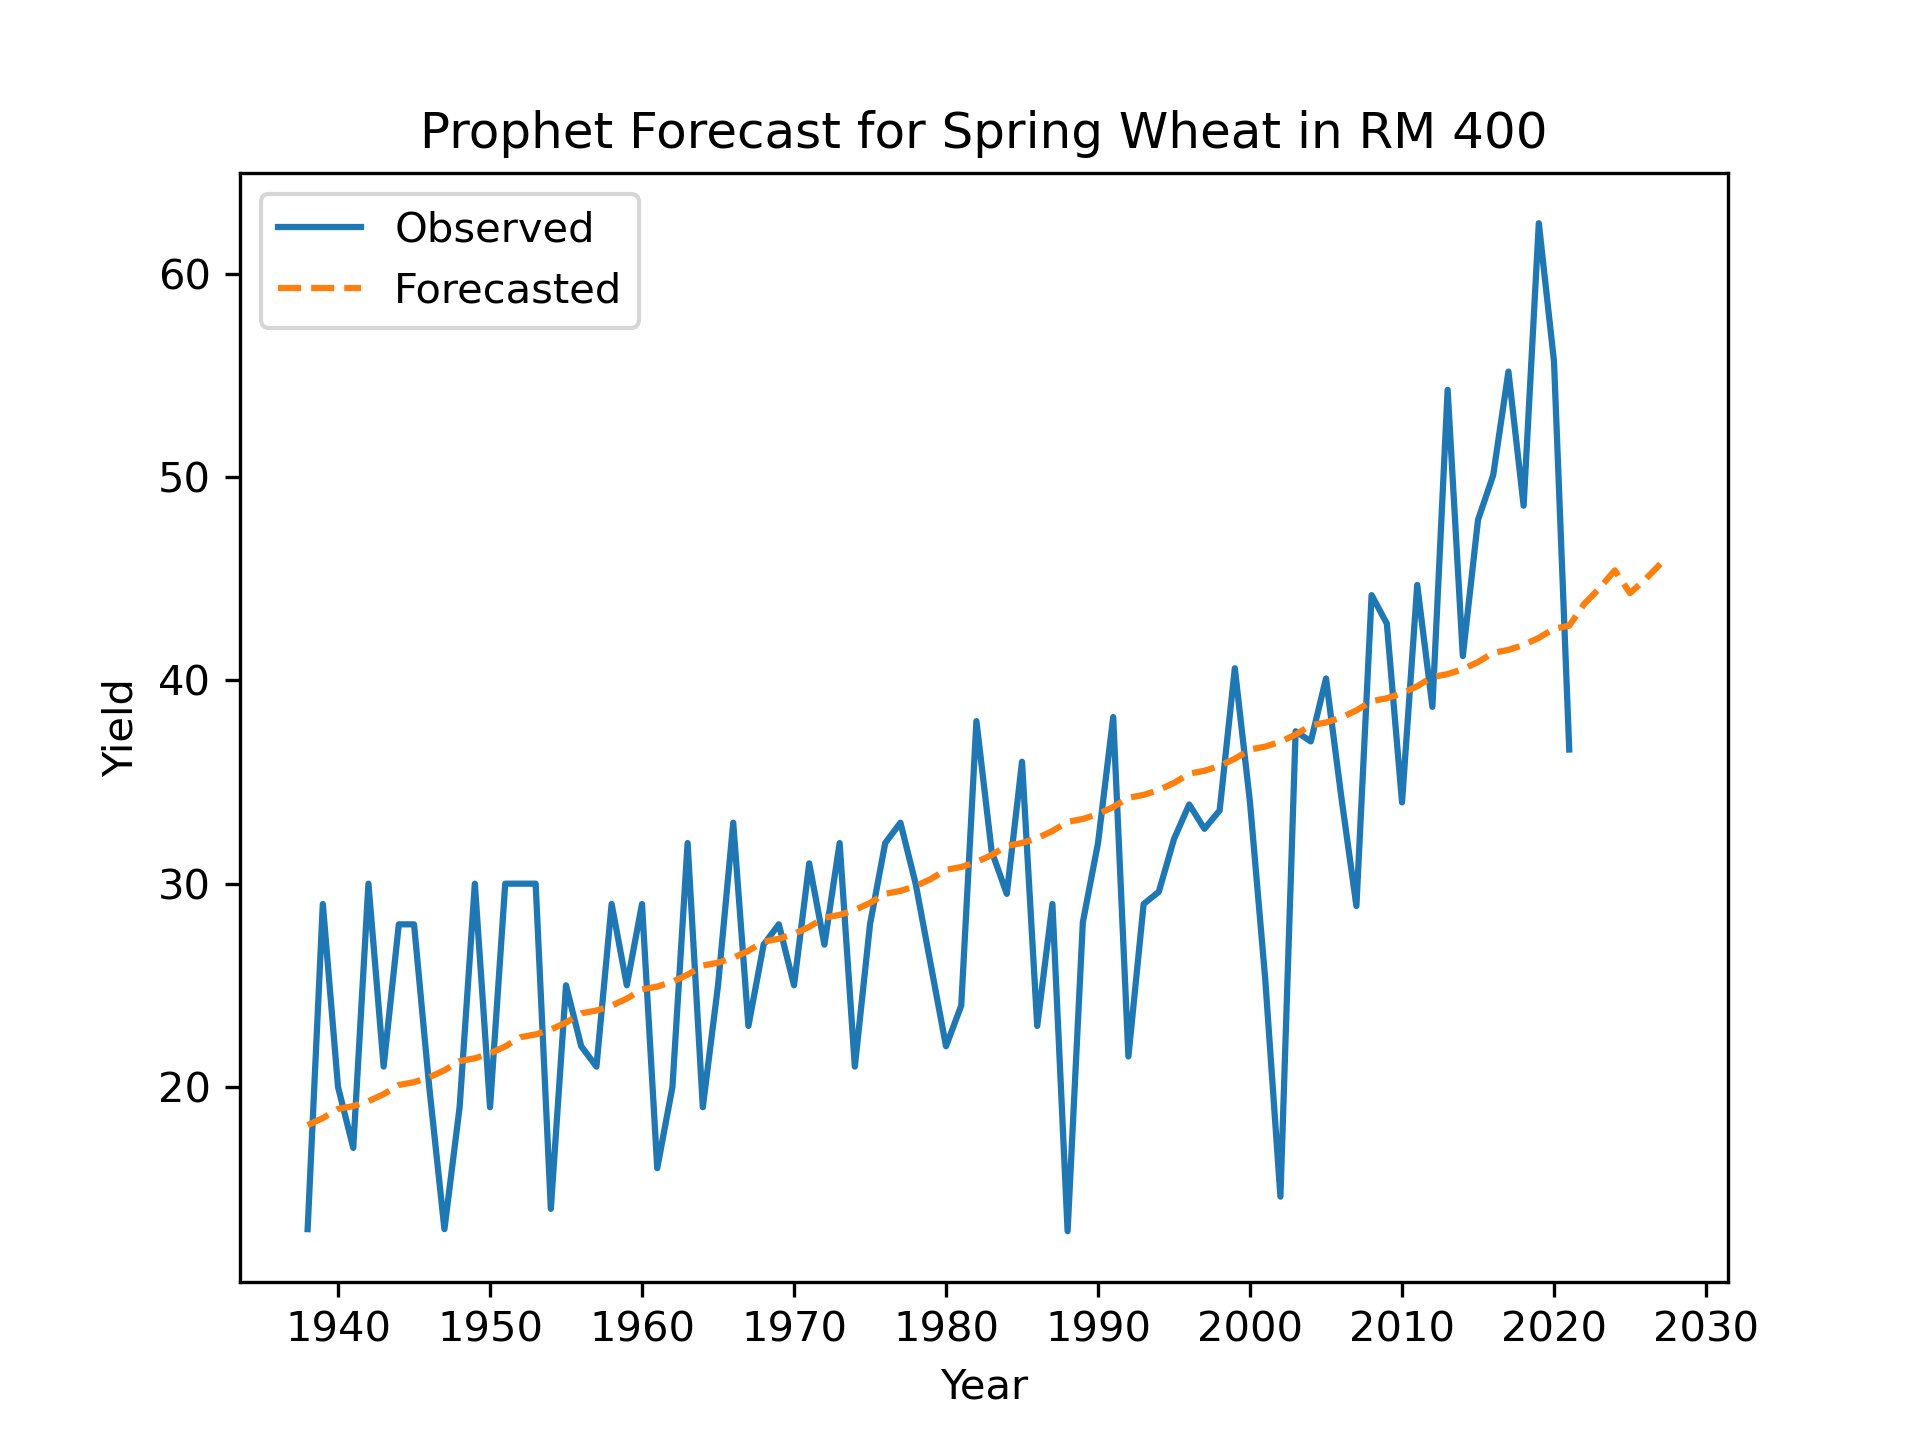 Prophet Forecast for Spring Wheat in RM 400
Observed
Forecasted
60
50
40
30
20
Yield
1940 1950 1960 1970 1980 1990 2000 2010 2020 2030
Year